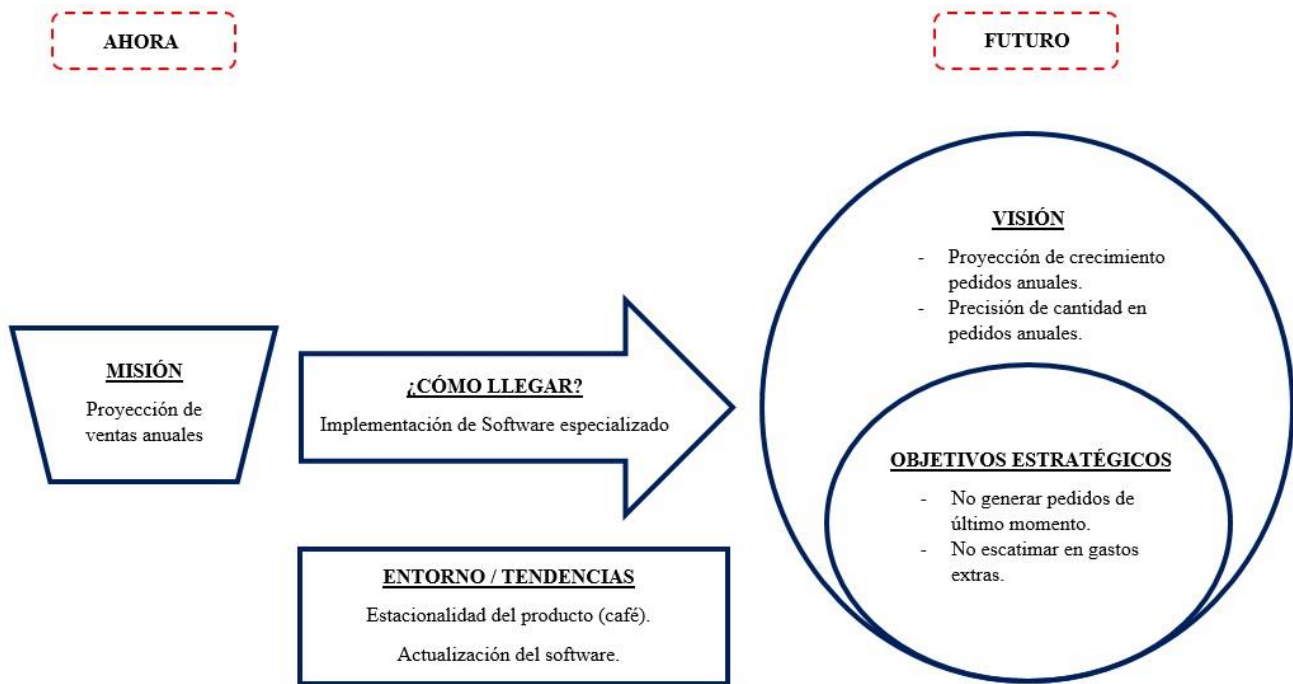 AHORA
FUTURO
MISIÓN
Proyección de
ventas anuales
¿CÓMO LLEGAR?
Implementación de Software especializado
ENTORNO / TENDENCIAS
Estacionalidad del producto (café).
Actualización del software.
VISIÓN
- Proyección de crecimiento
pedidos anuales.
- Precisión de cantidad en
pedidos anuales.
OBJETIVOS ESTRATÉGICOS
- No generar pedidos de
último momento.
- No escatimar en gastos
extras.